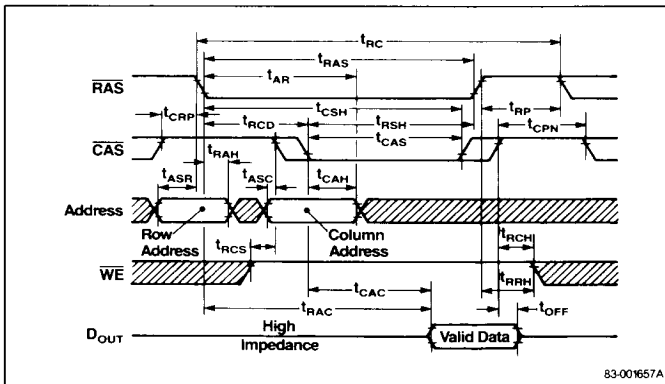 tRC
tRAS
tAR
RAS
tCRP
tCSH
tRP
tRCD
tRSH
tCPN
CAS
tRAH
tCAS
tASR
tASC
tCAH
Address
Row
Address
Column
Address
tRCS
tRCH
WE
tCAC
tRRH
tRAC
tOFF
DOUT
High
Impedance
Valid Data
83-001657A